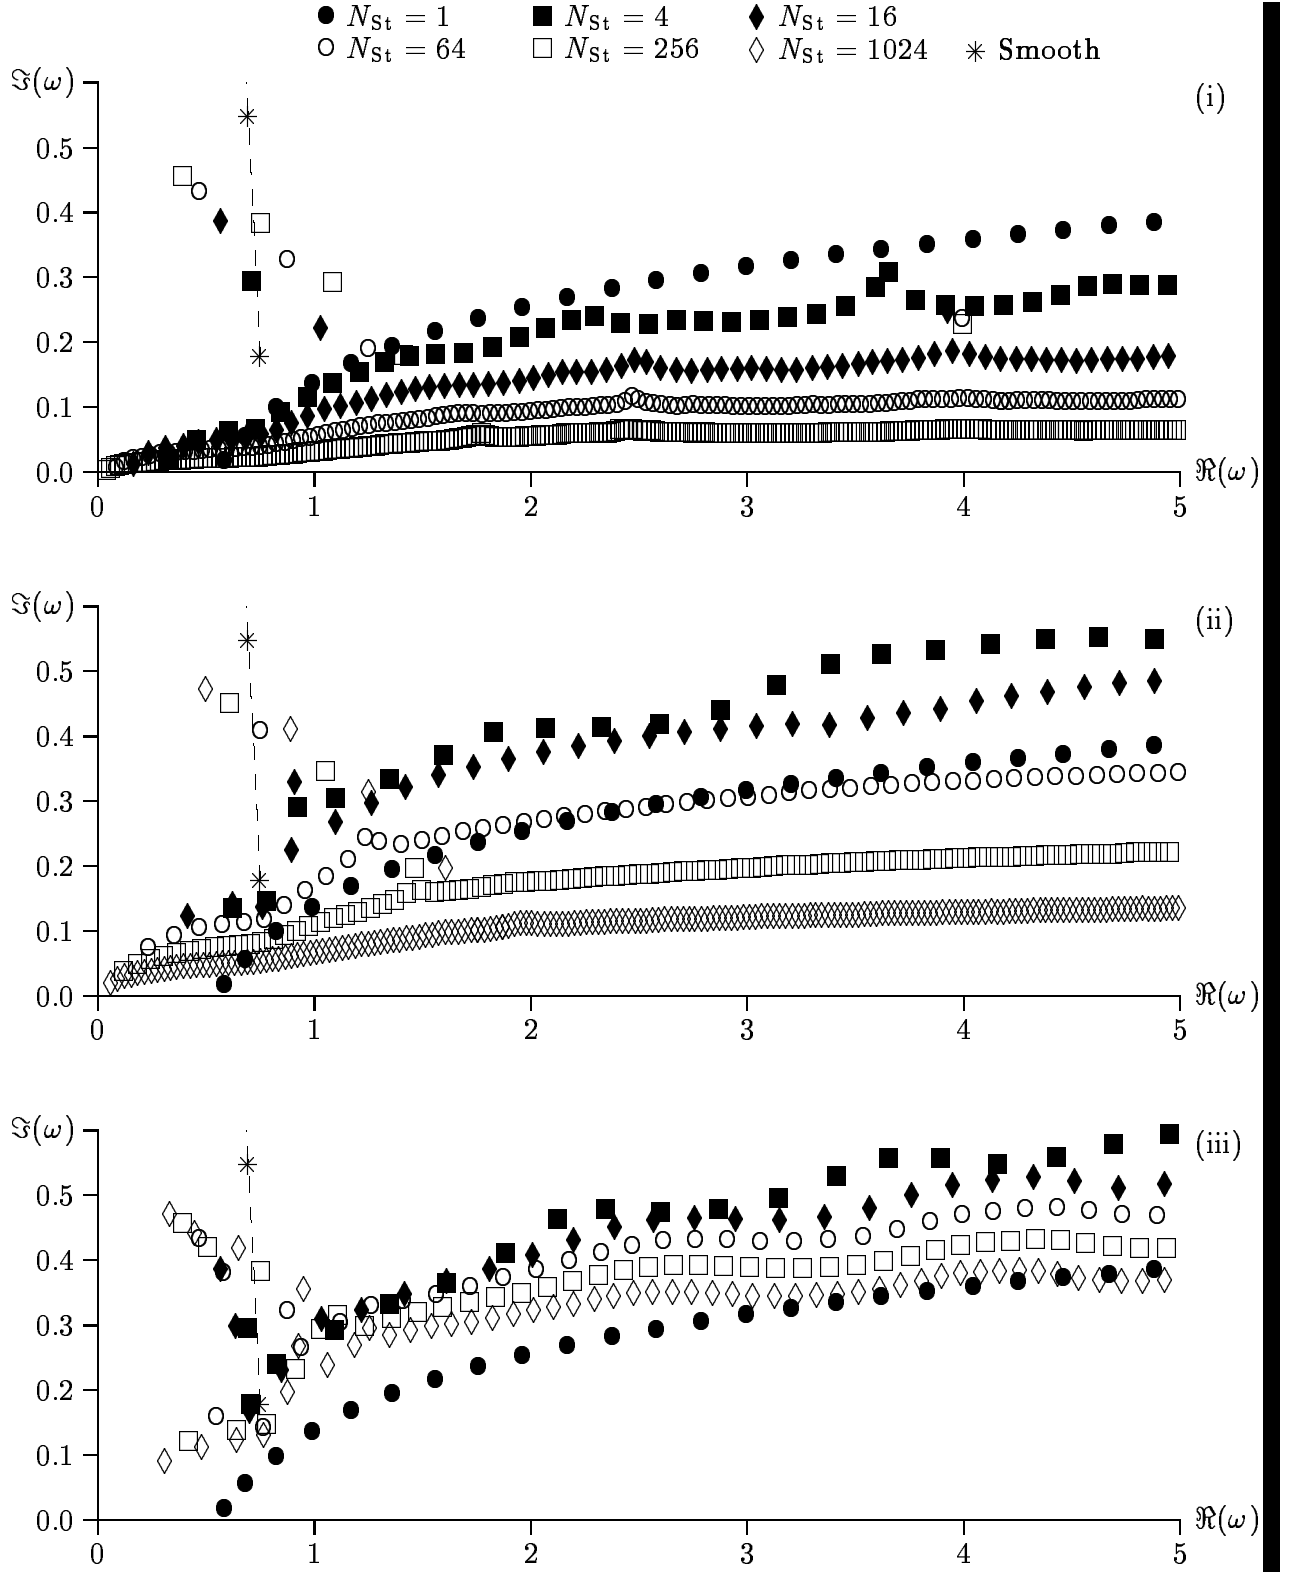 N_St = 1 N_St = 4 N_St = 16
N_St = 64 N_St = 256 N_St = 1024 Smooth
ℑ(ω)
(i)
0.5
0.4
0.3
0.2
0.1
0.0
ℜ(ω)
0 1 2 3 4 5
ℑ(ω)
(ii)
0.5
0.4
0.3
0.2
0.1
0.0
ℜ(ω)
0 1 2 3 4 5
ℑ(ω)
(iii)
0.5
0.4
0.3
0.2
0.1
0.0
ℜ(ω)
0 1 2 3 4 5